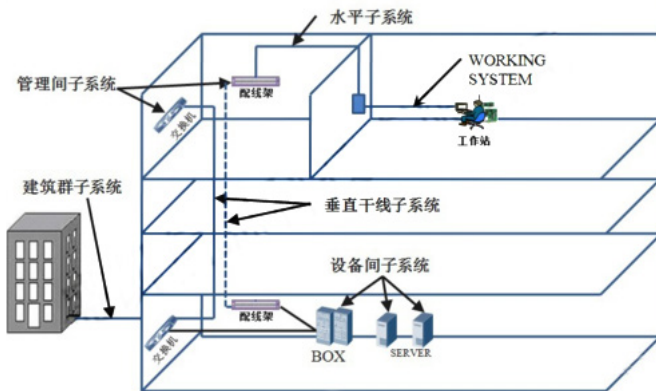 水平子系统
管理间子系统
WORKING
SYSTEM
配线架
交换机
工作站
建筑群子系统
垂直干线子系统
设备间子系统
配线架
交换机
BOX
SERVER